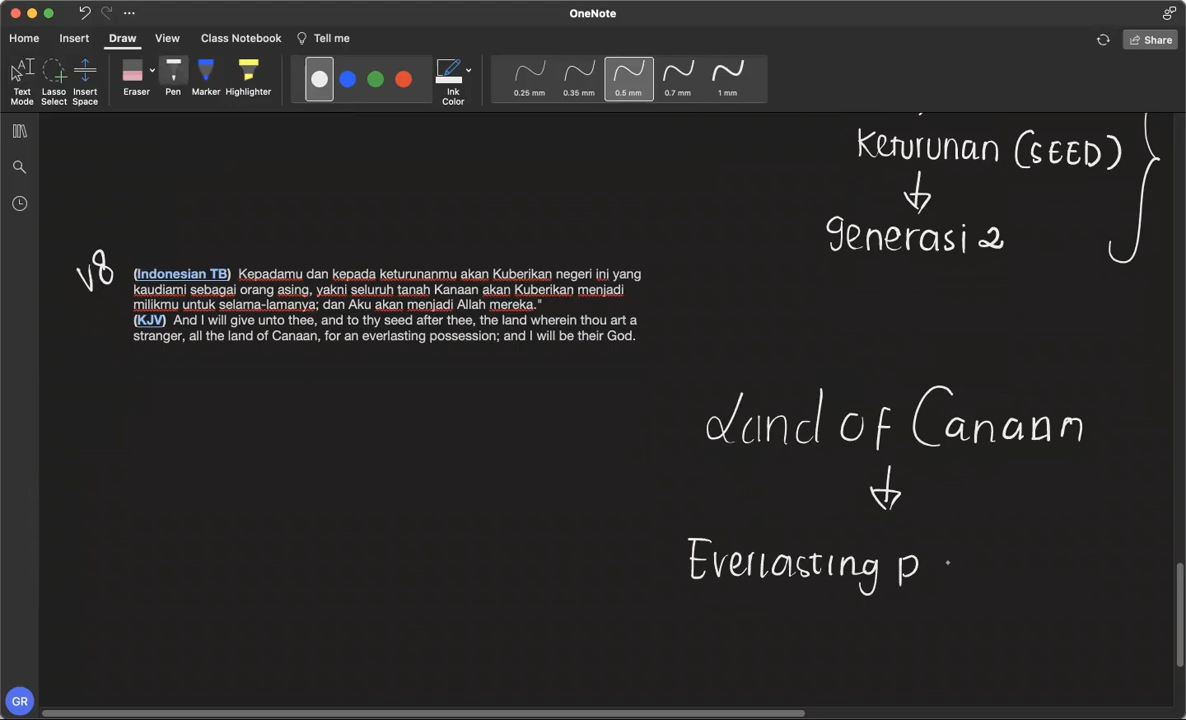 OneNote
Home Insert Draw View Class Notebook Tell me
Share
Text Mode
Lasso Select
Insert Space
Eraser
Pen
Marker
Highlighter
Ink Color
0.25 mm 0.35 mm 0.5 mm 0.7 mm 1 mm
Keturunan (SEED)
generasi 2
v8
(Indonesian TB) Kepadamu dan kepada keturunanmu akan Kuberikan negeri ini yang
kaudiami sebagai orang asing, yakni seluruh tanah Kanaan akan Kuberikan menjadi
milikmu untuk selama-lamanya; dan Aku akan menjadi Allah mereka."
(KJV) And I will give unto thee, and to thy seed after thee, the land wherein thou art a
stranger, all the land of Canaan, for an everlasting possession; and I will be their God.
Land of Canaan
Everlasting p
GR